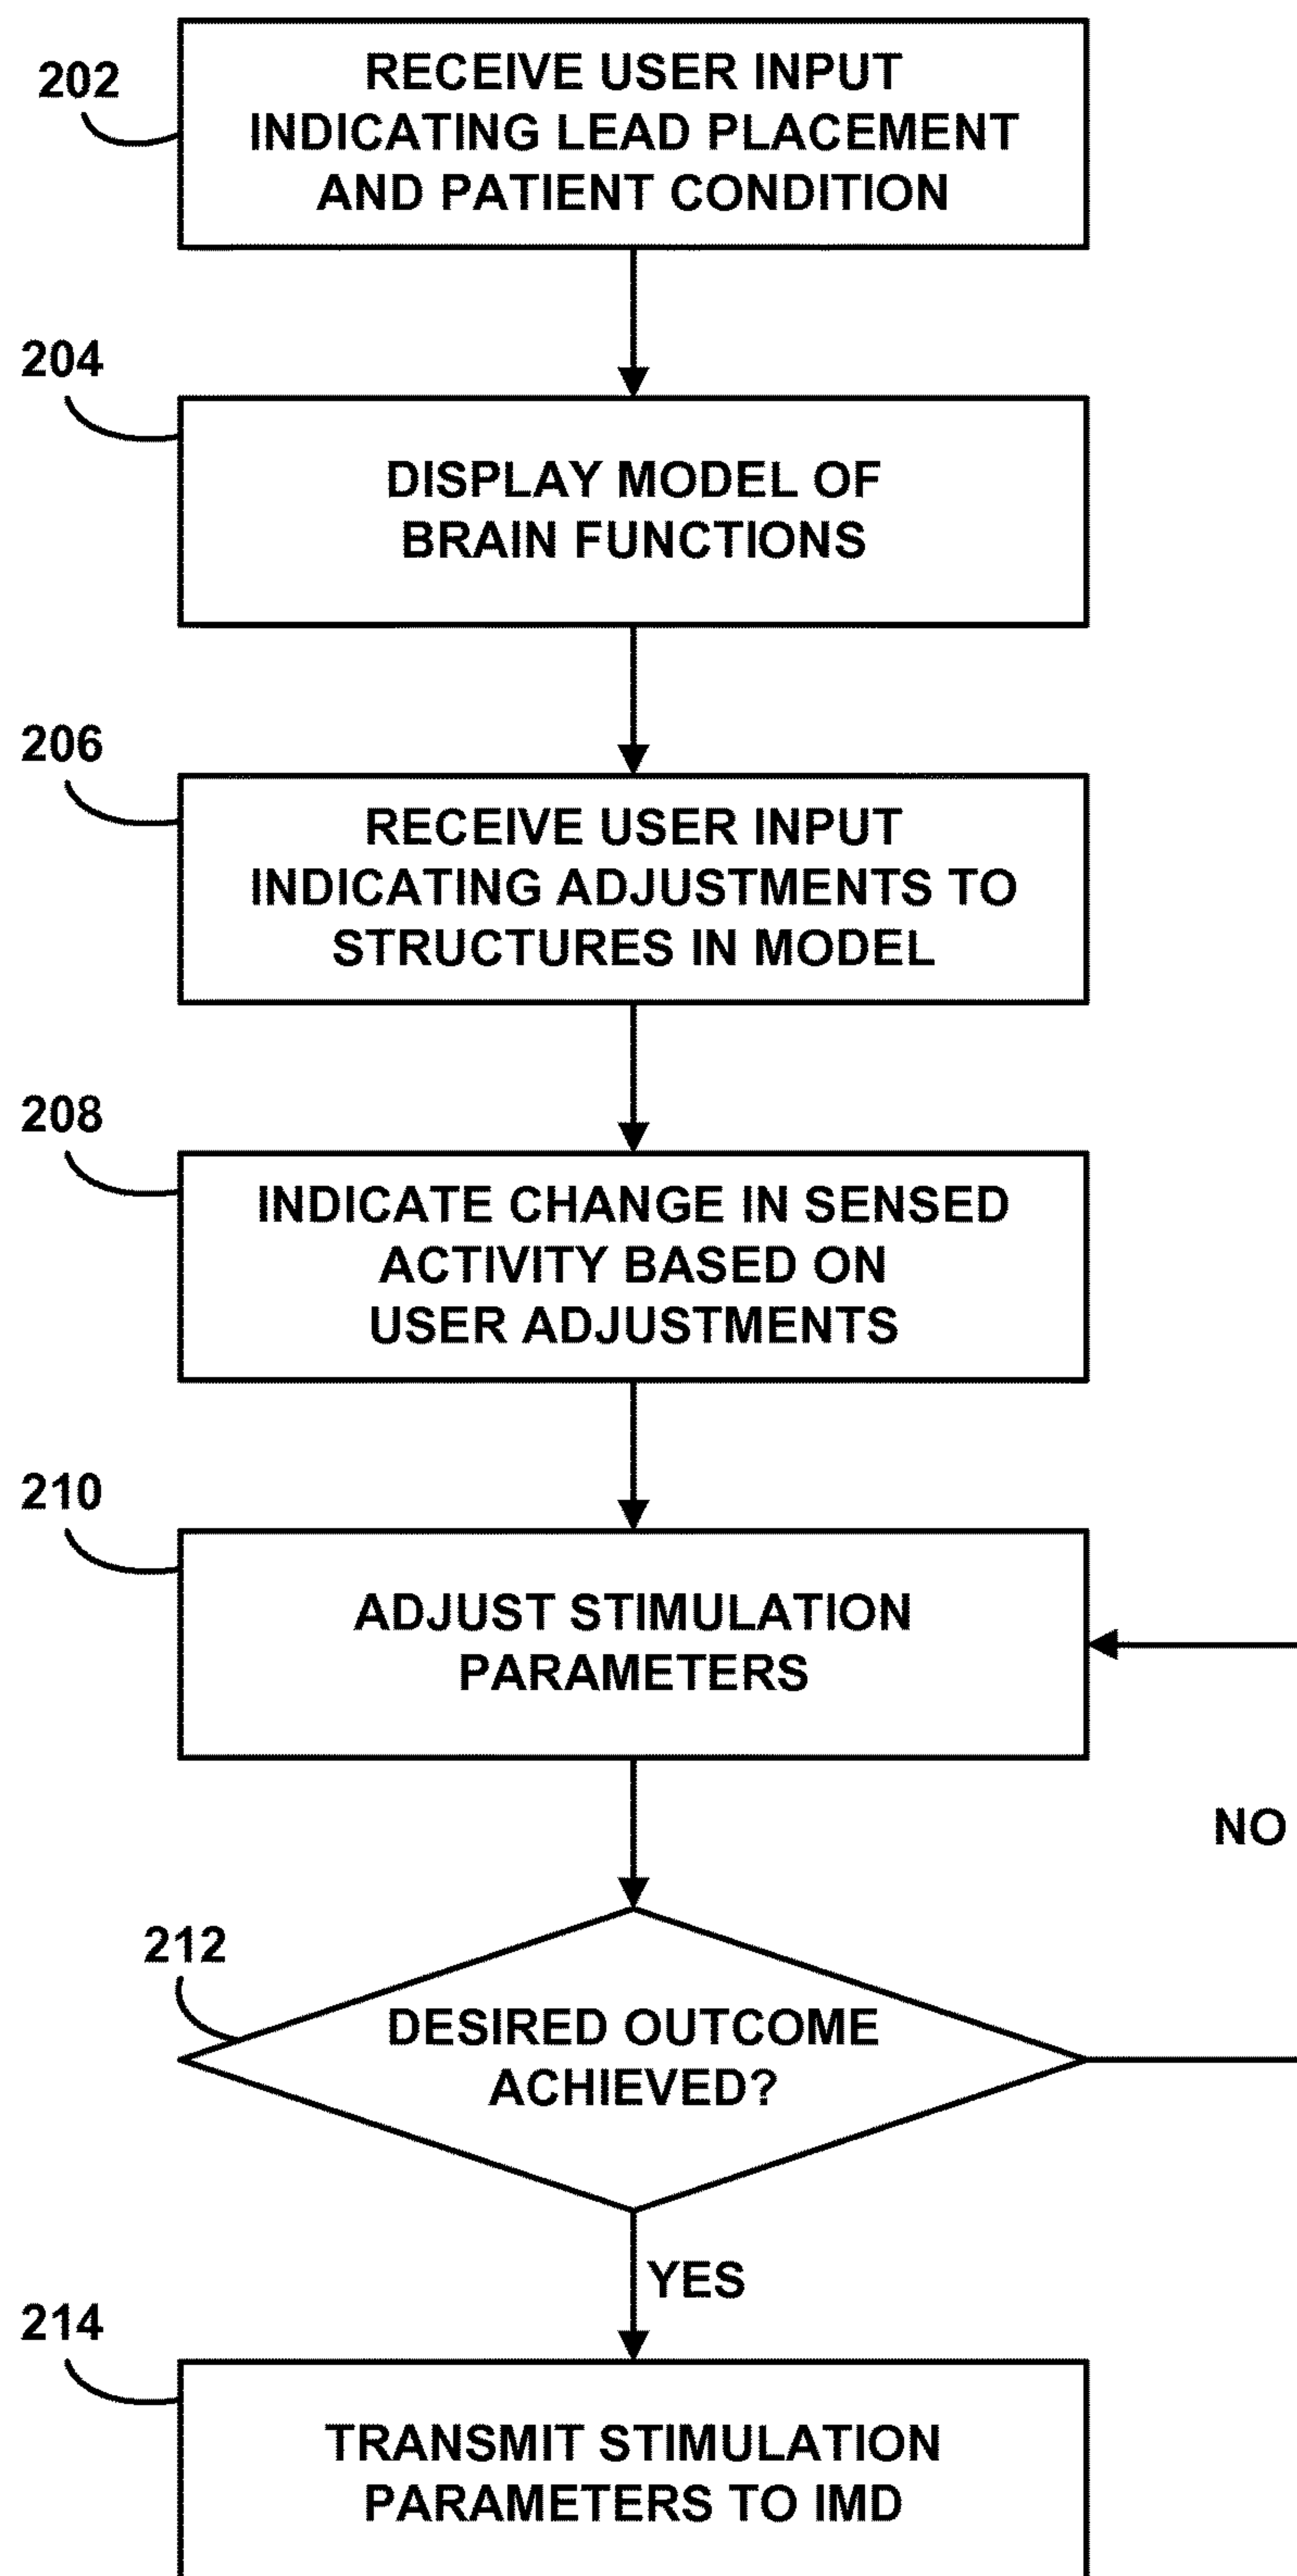 202
RECEIVE USER INPUT
INDICATING LEAD PLACEMENT
AND PATIENT CONDITION
204
DISPLAY MODEL OF
BRAIN FUNCTIONS
206
RECEIVE USER INPUT
INDICATING ADJUSTMENTS TO
STRUCTURES IN MODEL
208
INDICATE CHANGE IN SENSED
ACTIVITY BASED ON
USER ADJUSTMENTS
210
ADJUST STIMULATION
PARAMETERS
NO
212
DESIRED OUTCOME
ACHIEVED?
YES
214
TRANSMIT STIMULATION
PARAMETERS TO IMD